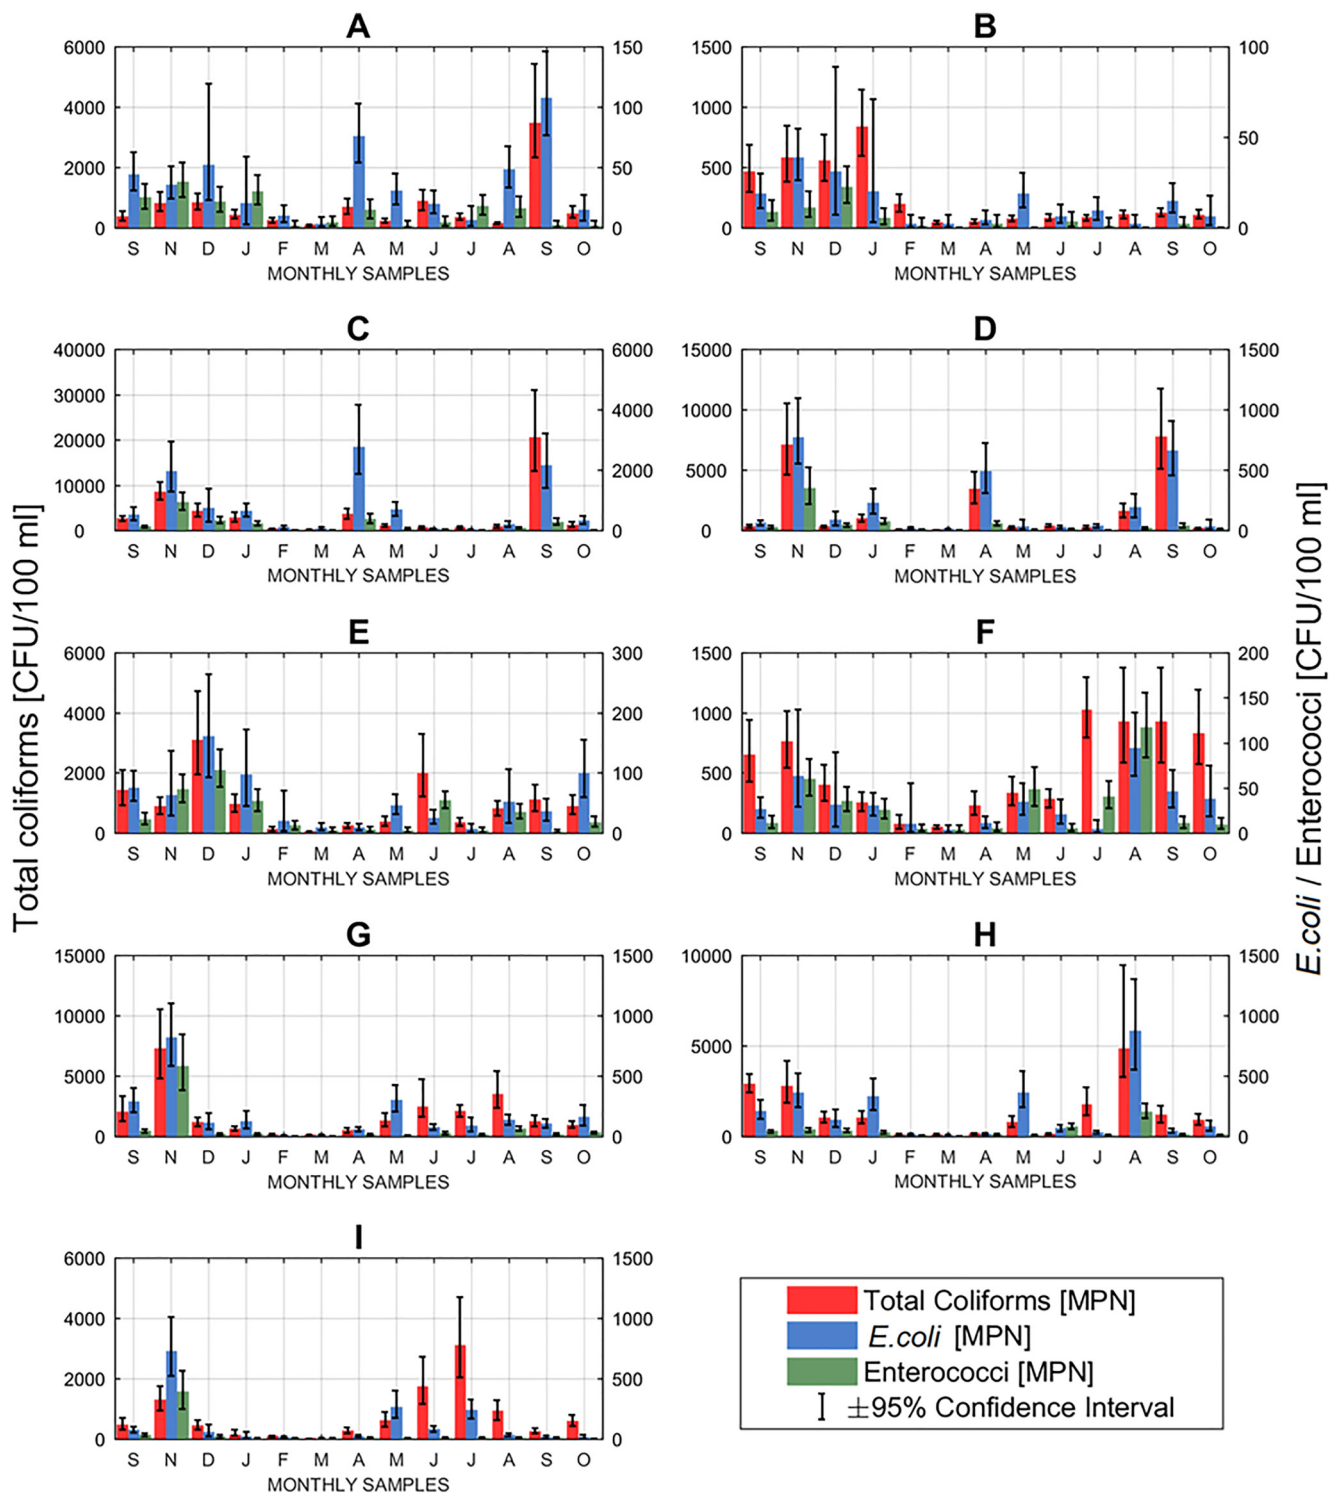 A
6000
4000
2000
0
150
100
50
0
S N D J F M A M J J A S O
MONTHLY SAMPLES
B
1500
1000
500
0
100
50
0
S N D J F M A M J J A S O
MONTHLY SAMPLES
C
40000
30000
20000
10000
0
6000
4000
2000
0
S N D J F M A M J J A S O
MONTHLY SAMPLES
D
15000
10000
5000
0
1500
1000
500
0
S N D J F M A M J J A S O
MONTHLY SAMPLES
E
6000
4000
2000
0
300
200
100
0
S N D J F M A M J J A S O
MONTHLY SAMPLES
F
1500
1000
500
0
200
150
100
50
0
S N D J F M A M J J A S O
MONTHLY SAMPLES
G
15000
10000
5000
0
1500
1000
500
0
S N D J F M A M J J A S O
MONTHLY SAMPLES
H
10000
5000
0
1500
1000
500
0
S N D J F M A M J J A S O
MONTHLY SAMPLES
I
6000
4000
2000
0
1500
1000
500
0
S N D J F M A M J J A S O
MONTHLY SAMPLES
Total coliforms [CFU/100 ml]
E.coli / Enterococci [CFU/100 ml]
Total Coliforms [MPN]
E.coli [MPN]
Enterococci [MPN]
±95% Confidence Interval